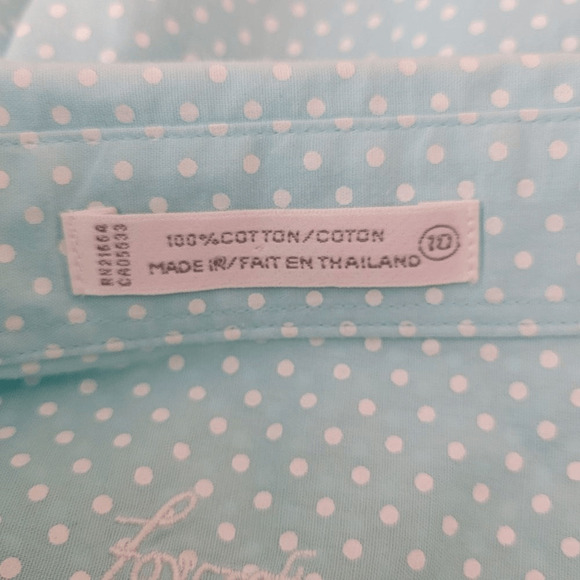 RN21664
CA05633
100%COTTON/COTON
MADE IN/FAIT EN THAILAND
10